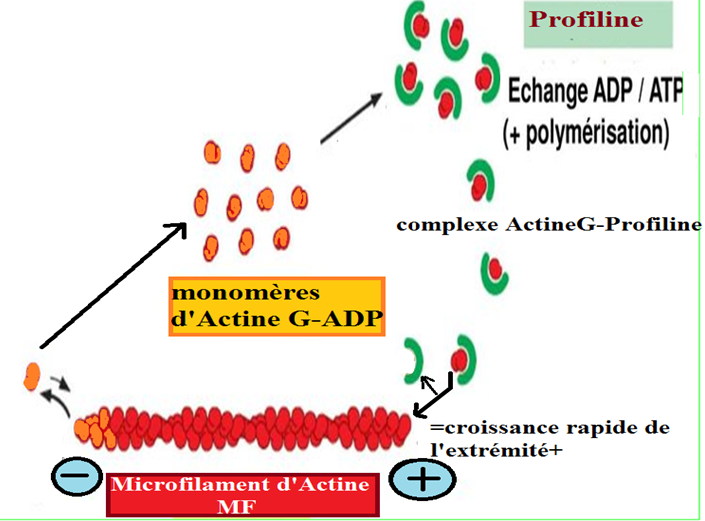 Profiline
Echange ADP / ATP
(+ polymérisation)
complexe ActineG-Profiline
monomères
d'Actine G-ADP
=croissance rapide de
l'extrémité+
−
+
Microfilament d'Actine
MF